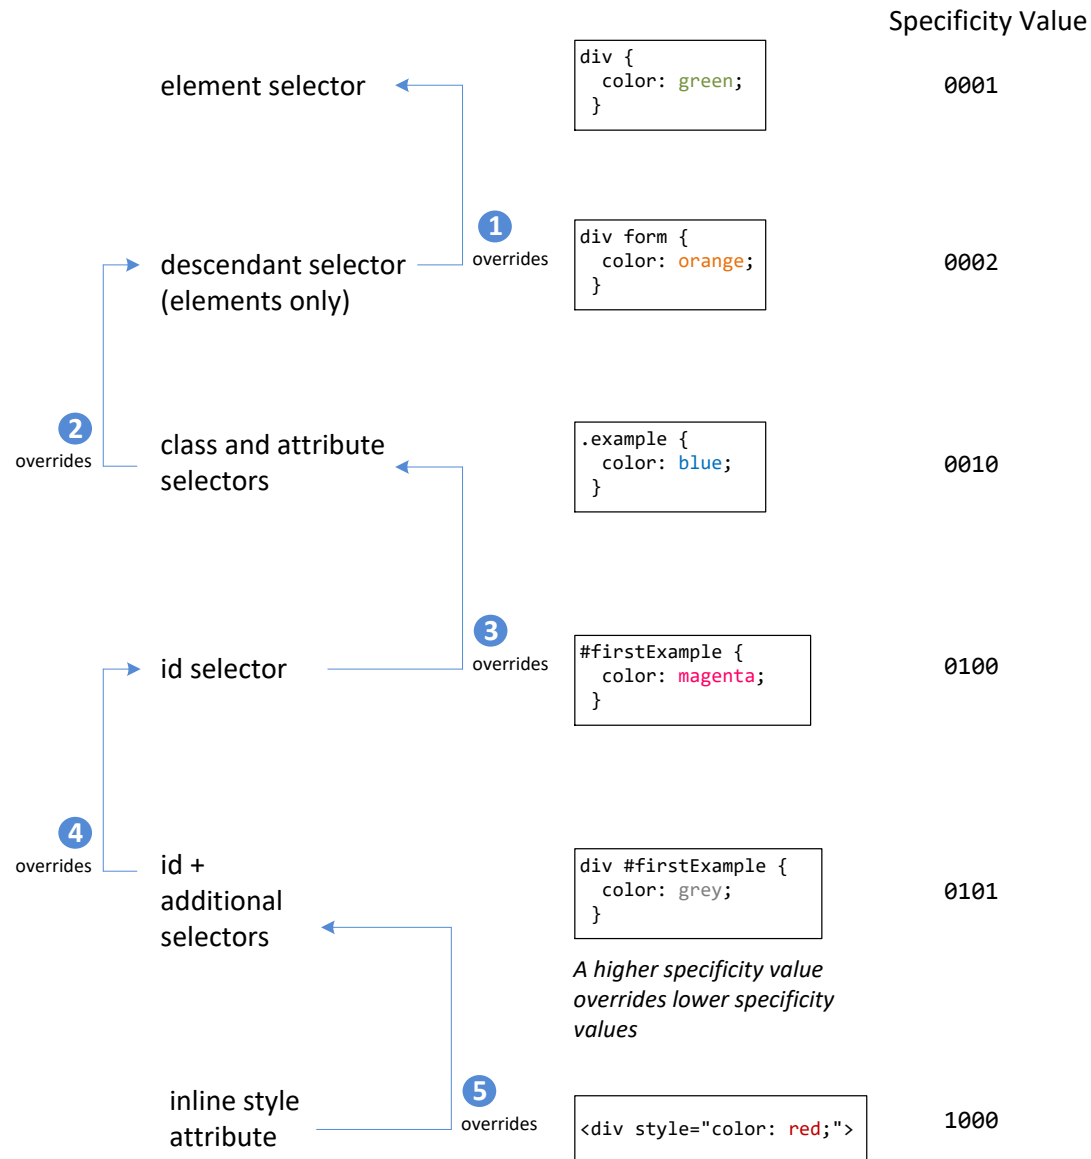 Specificity Value
element selector
div {
  color: green;
 }
0001
1
overrides
descendant selector
(elements only)
div form {
  color: orange;
 }
0002
2
overrides
class and attribute
selectors
.example {
  color: blue;
 }
0010
3
overrides
id selector
#firstExample {
  color: magenta;
 }
0100
4
overrides
id +
additional
selectors
div #firstExample {
  color: grey;
 }
0101
A higher specificity value
overrides lower specificity
values
5
overrides
inline style
attribute
<div style="color: red;">
1000